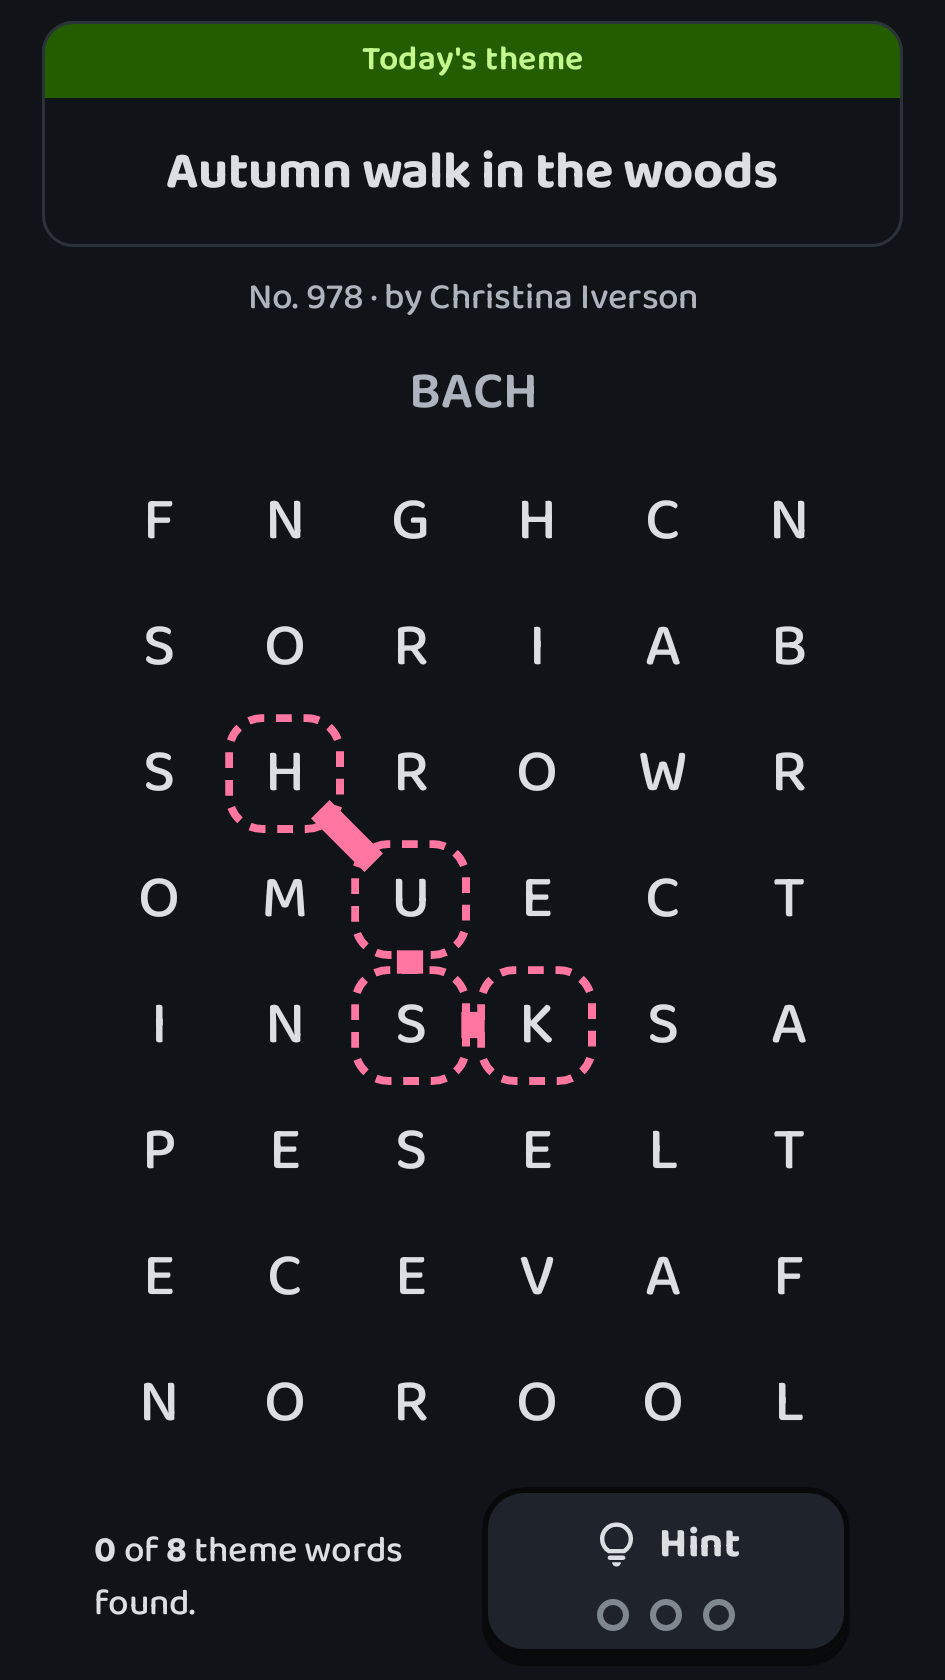 Today's theme
Autumn walk in the woods
No. 978 · by Christina Iverson
BACH
F N G H C N
S O R I A B
S H R O W R
O M U E C T
I N S K S A
P E S E L T
E C E V A F
N O R O O L
0 of 8 theme words
found.
Hint